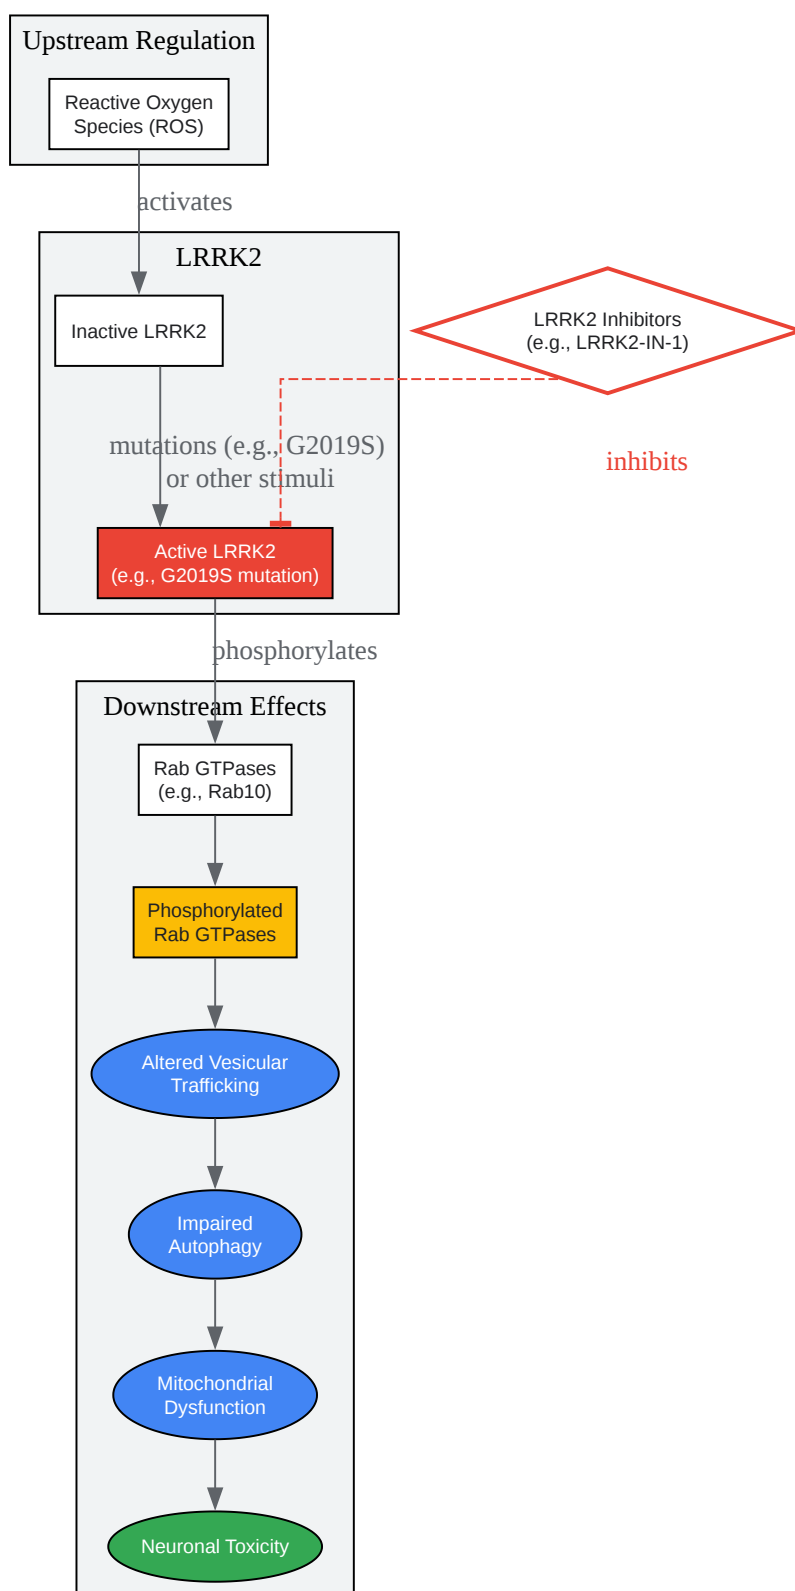 Upstream Regulation
Reactive Oxygen
Species (ROS)
activates
LRRK2
Inactive LRRK2
LRRK2 Inhibitors
(e.g., LRRK2-IN-1)
mutations (e.g., G2019S)
or other stimuli
inhibits
Active LRRK2
(e.g., G2019S mutation)
phosphorylates
Downstream Effects
Rab GTPases
(e.g., Rab10)
Phosphorylated
Rab GTPases
Altered Vesicular
Trafficking
Impaired
Autophagy
Mitochondrial
Dysfunction
Neuronal Toxicity